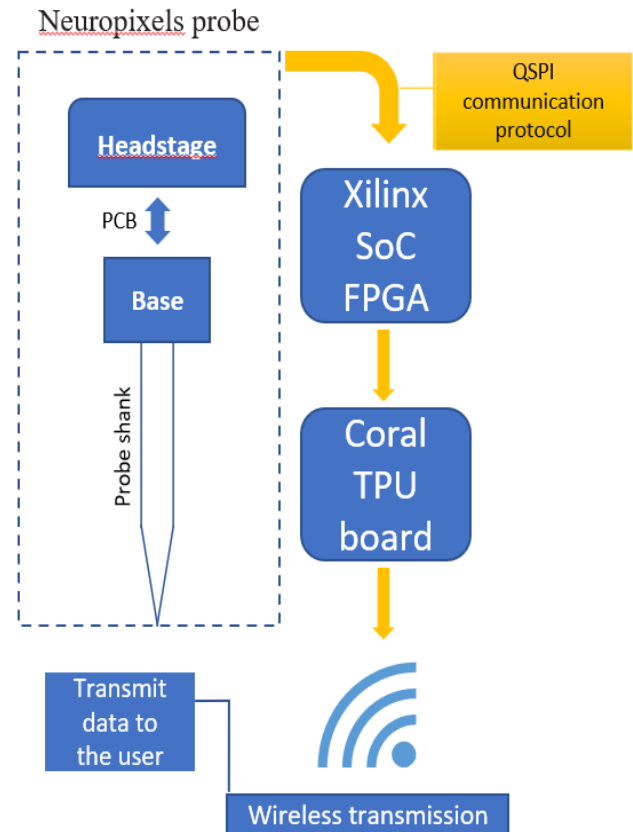 Neuropixels probe
QSPI
communication
protocol
Headstage
PCB
Base
Probe shank
Xilinx
SoC
FPGA
Coral
TPU
board
Transmit
data to
the user
Wireless transmission